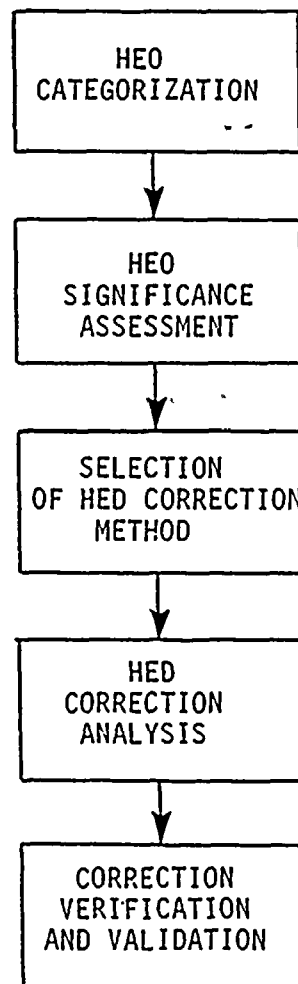 HEO
CATEGORIZATION
HEO
SIGNIFICANCE
ASSESSMENT
SELECTION
OF HED CORRECTION
METHOD
HED
CORRECTION
ANALYSIS
CORRECTION
VERIFICATION
AND VALIDATION